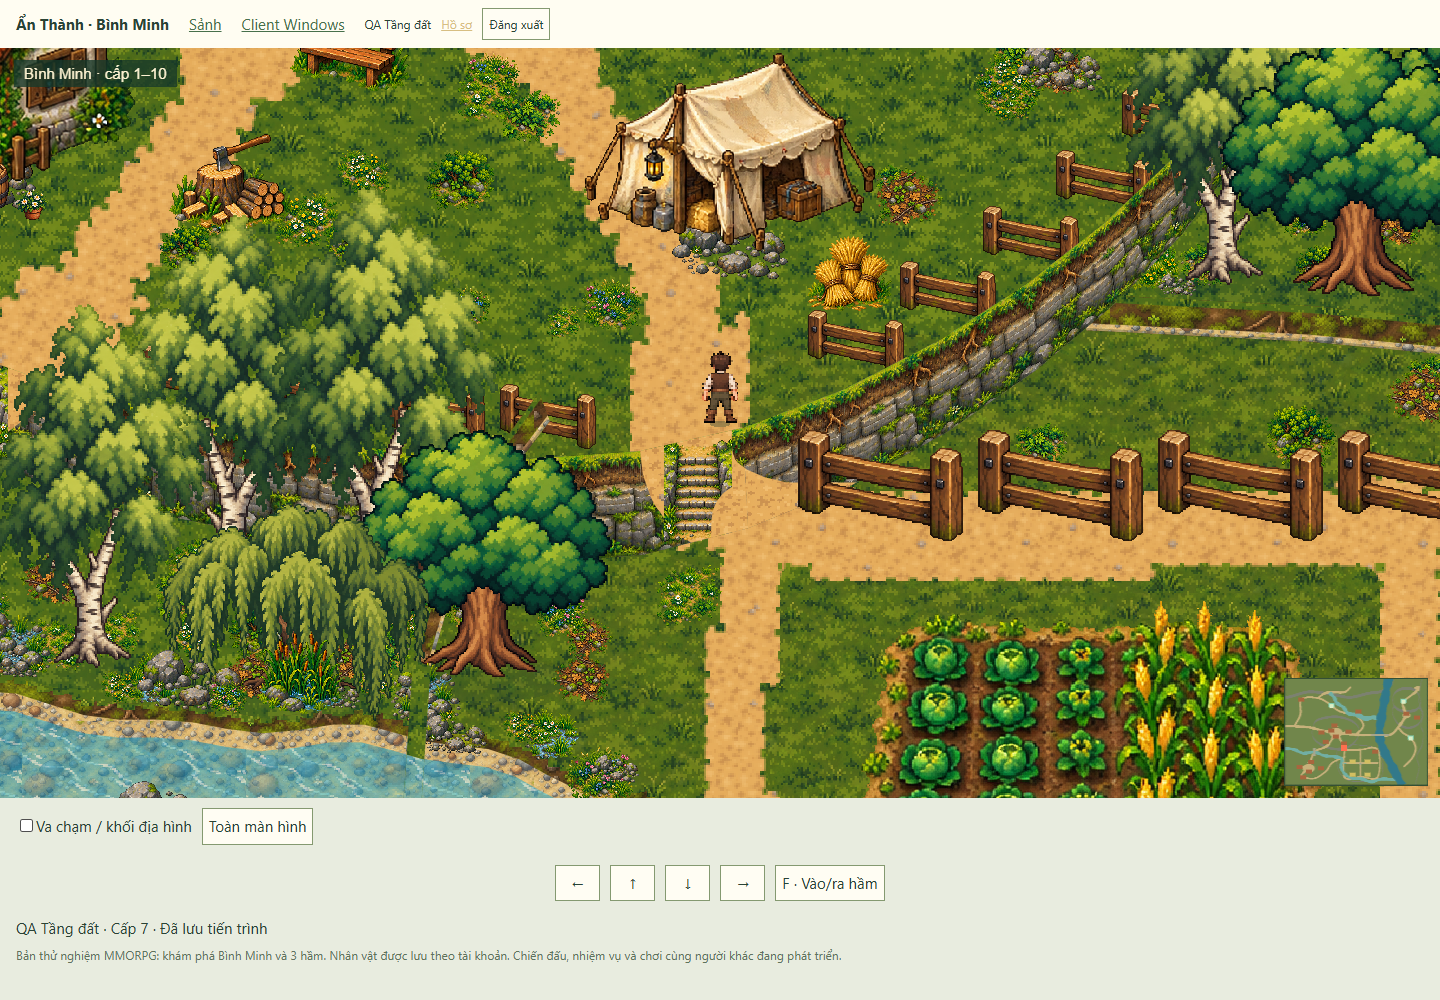 Ẩn Thành · Bình Minh Sảnh Client Windows QA Tầng đất Hồ sơ Đăng xuất
Bình Minh · cấp 1–10
Va chạm / khối địa hình Toàn màn hình
← ↑ ↓ → F · Vào/ra hầm
QA Tầng đất · Cấp 7 · Đã lưu tiến trình
Bản thử nghiệm MMORPG: khám phá Bình Minh và 3 hầm. Nhân vật được lưu theo tài khoản. Chiến đấu, nhiệm vụ và chơi cùng người khác đang phát triển.